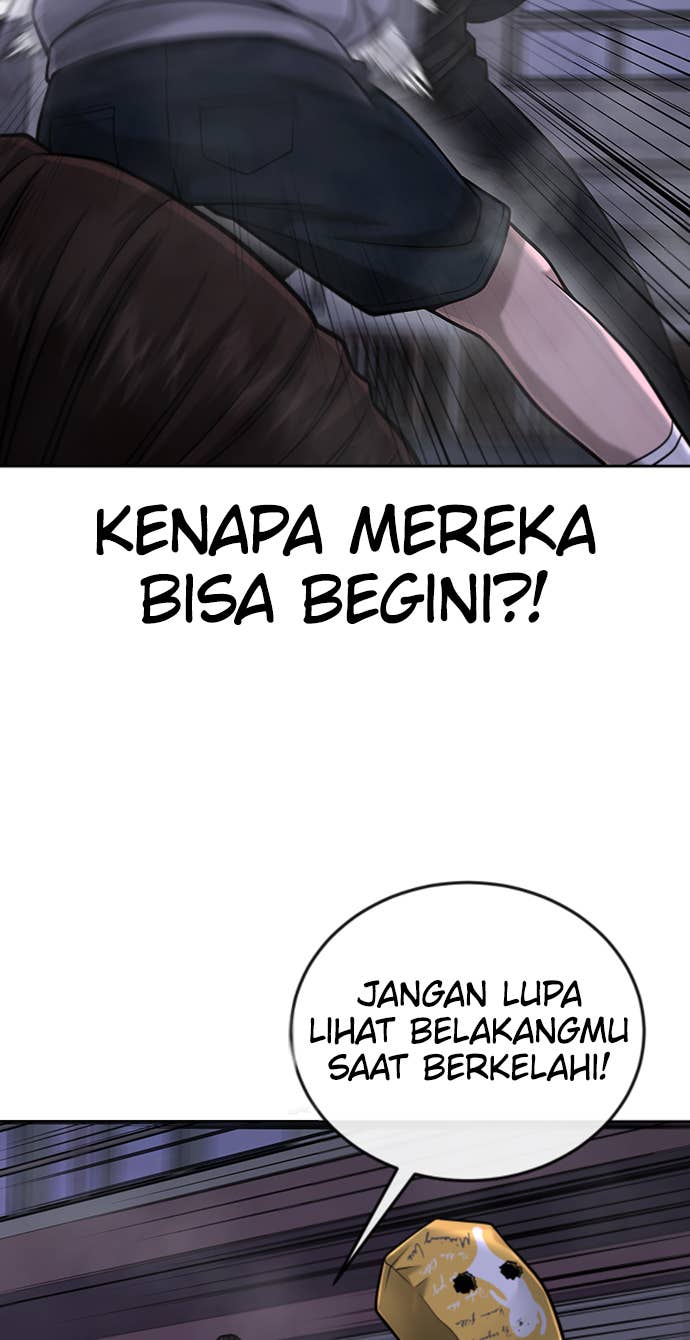 KENAPA MEREKA
BISA BEGINI?!
JANGAN LUPA
LIHAT BELAKANGMU
SAAT BERKELAHI!